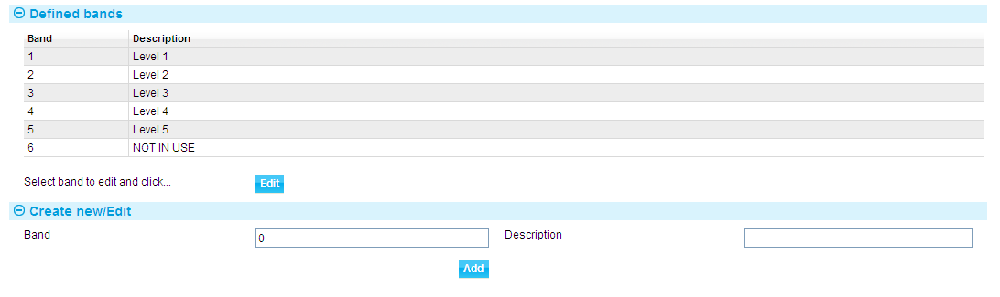 Defined bands
Band Description
1 Level 1
2 Level 2
3 Level 3
4 Level 4
5 Level 5
6 NOT IN USE
Select band to edit and click... Edit
Create new/Edit
Band 0 Description
Add